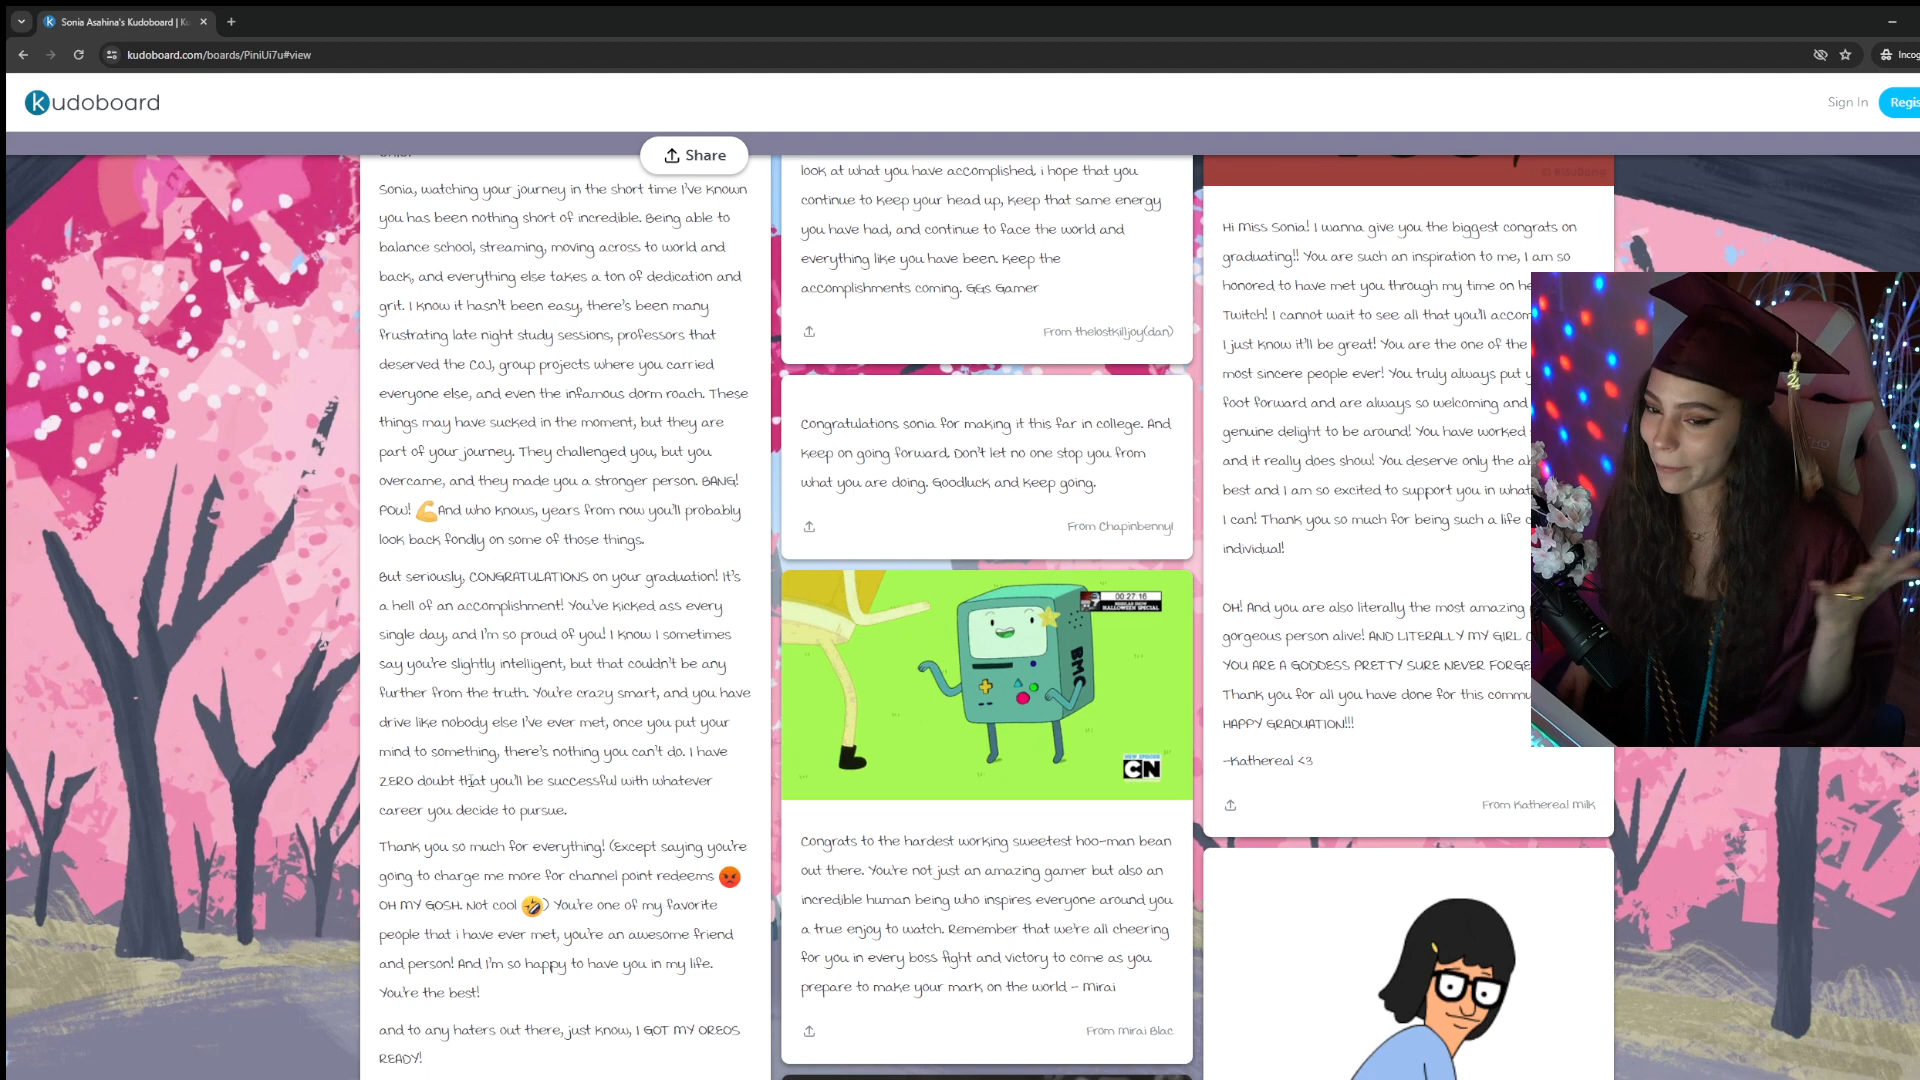 Sonia Asahina's Kudoboard | Ku
kudoboard.com/boards/PiniUi7u#view
Incog
kudoboard
Sign In
Regis
Share
Sonia, watching your journey in the short time I've known
you has been nothing short of incredible. Being able to
balance school, streaming, moving across to world and
back, and everything else takes a ton of dedication and
grit. I know it hasn't been easy, there's been many
frustrating late night study sessions, professors that
deserved the COJ, group projects where you carried
everyone else, and even the infamous dorm roach. These
things may have sucked in the moment, but they are
part of your journey. They challenged you, but you
overcame, and they made you a stronger person. BANG!
POW! 💪And who knows, years from now you'll probably
look back fondly on some of those things.
But seriously, CONGRATULATIONS on your graduation! It's
a hell of an accomplishment! You've kicked ass every
single day, and I'm so proud of you! I know I sometimes
say you're slightly intelligent, but that couldn't be any
further from the truth. You're crazy smart, and you have
drive like nobody else I've ever met, once you put your
mind to something, there's nothing you can't do. I have
ZERO doubt that you'll be successful with whatever
career you decide to pursue.
Thank you so much for everything! (Except saying you're
going to charge me more for channel point redeems 😡
OH MY GOSH. Not cool 🤣) You're one of my favorite
people that i have ever met, you're an awesome friend
and person! And I'm so happy to have you in my life.
You're the best!
and to any haters out there, just know, I GOT MY OREOS
READY!
look at what you have accomplished, i hope that you
continue to keep your head up, keep that same energy
you have had, and continue to face the world and
everything like you have been. keep the
accomplishments coming. GGs Gamer
From thelostkilljoy(dan)
Congratulations sonia for making it this far in college. And
keep on going forward. Don't let no one stop you from
what you are doing. Goodluck and keep going.
From Chapinbenny1
00:27:16
REGULAR SHOW
HALLOWEEN SPECIAL
BMO
NEW EPISODE
CN
Congrats to the hardest working sweetest hoo-man bean
out there. You're not just an amazing gamer but also an
incredible human being who inspires everyone around you
a true enjoy to watch. Remember that we're all cheering
for you in every boss fight and victory to come as you
prepare to make your mark on the world - Mirai
From Mirai Blac
Hi Miss Sonia! I wanna give you the biggest congrats on
graduating!! You are such an inspiration to me, I am so
honored to have met you through my time on he
Twitch! I cannot wait to see all that you'll accom
I just know it'll be great! You are the one of the
most sincere people ever! You truly always put y
foot forward and are always so welcoming and
genuine delight to be around! You have worked
and it really does show! You deserve only the ab
best and I am so excited to support you in what
I can! Thank you so much for being such a life c
individual!
OH! And you are also literally the most amazing
gorgeous person alive! AND LITERALLY MY GIRL C
YOU ARE A GODDESS PRETTY SURE NEVER FORGE
Thank you for all you have done for this commu
HAPPY GRADUATION!!!
-Kathereal <3
From Kathereal Milk
24